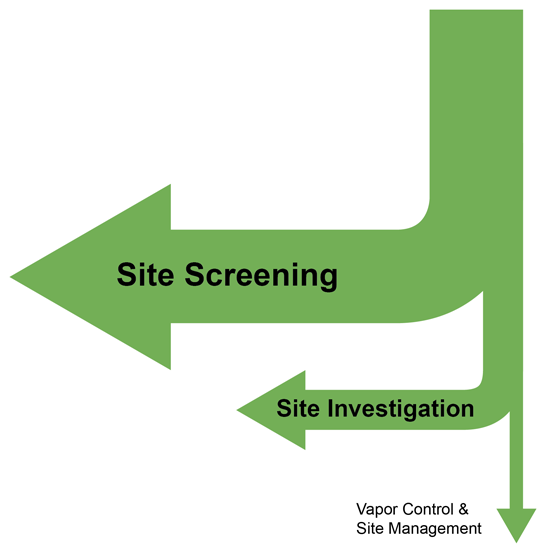 Site Screening
Site Investigation
Vapor Control &
Site Management